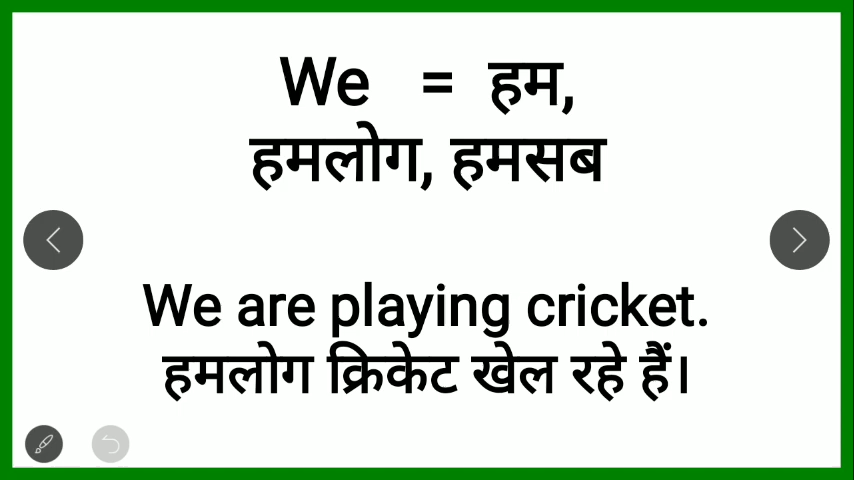 We = हम,
हमलोग, हमसब
We are playing cricket.
हमलोग क्रिकेट खेल रहे हैं।